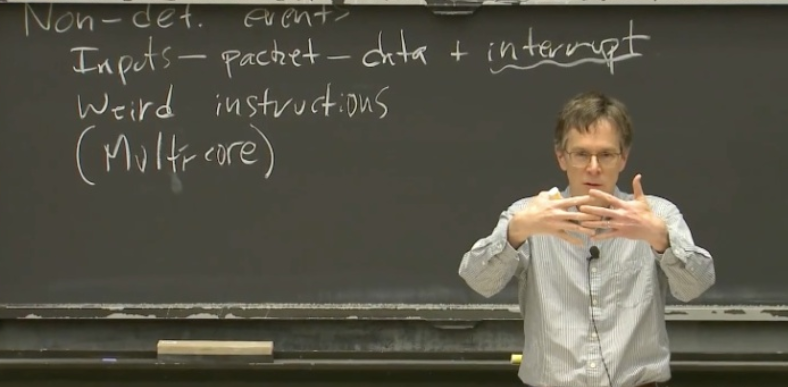 Non-det. events
Inputs - packet - data + interrupt
Weird instructions
(Multicore)